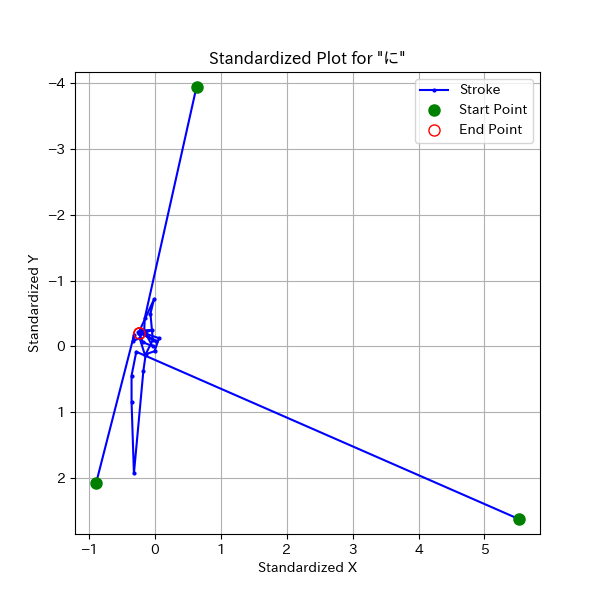 Standardized Plot for "に"
Stroke
Start Point
End Point
−4
−3
−2
−1
0
1
2
Standardized Y
−1 0 1 2 3 4 5
Standardized X